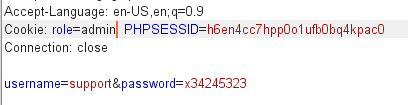 Accept-Language: en-US,en;q=0.9
Cookie: role=admin PHPSESSID=h6en4cc7hpp0o1ufb0bq4kpac0
Connection: close
username=support&password=x34245323